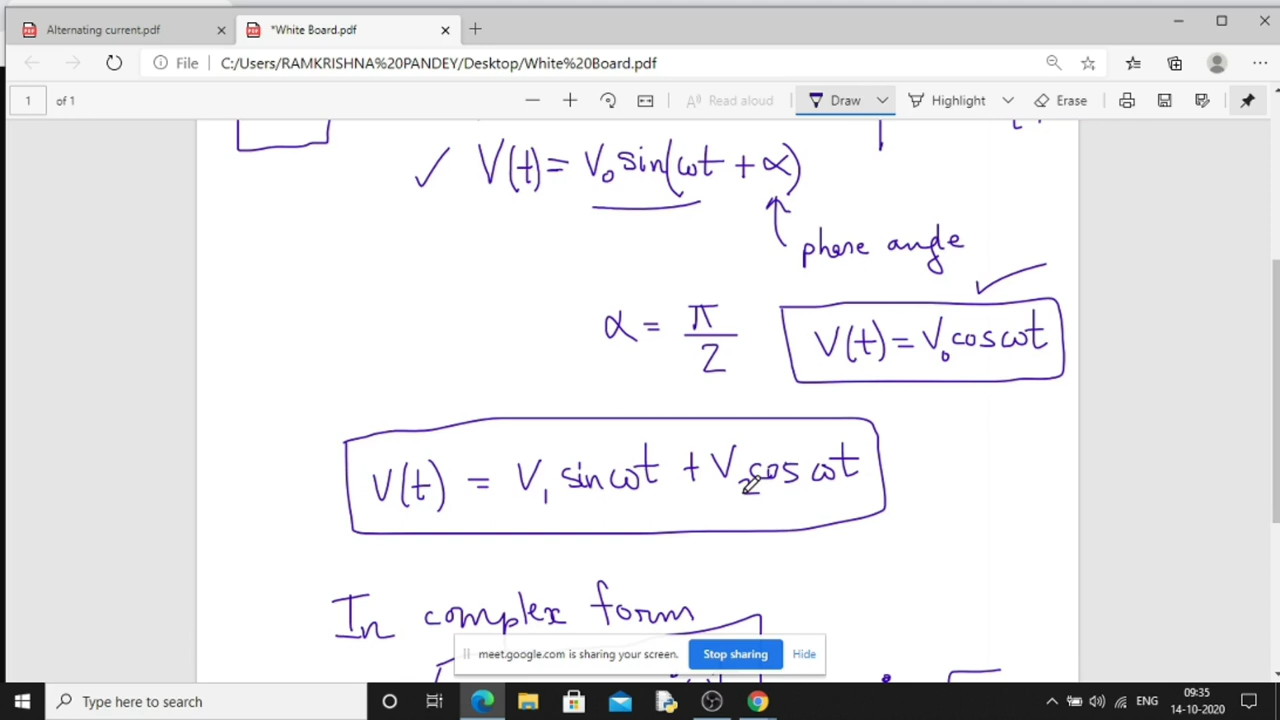 Alternating current.pdf
*White Board.pdf
File
C:/Users/RAMKRISHNA%20PANDEY/Desktop/White%20Board.pdf
1 of 1
Read aloud
Draw
Highlight
Erase
✓ V(t)= V₀ sin(ωt + α)
phase angle
α = π/2
V(t) = V₀ cos ωt
V(t) = V₁ sin ωt + V₂ cos ωt
In complex form
meet.google.com is sharing your screen.
Stop sharing
Hide
Type here to search
ENG
09:35
14-10-2020